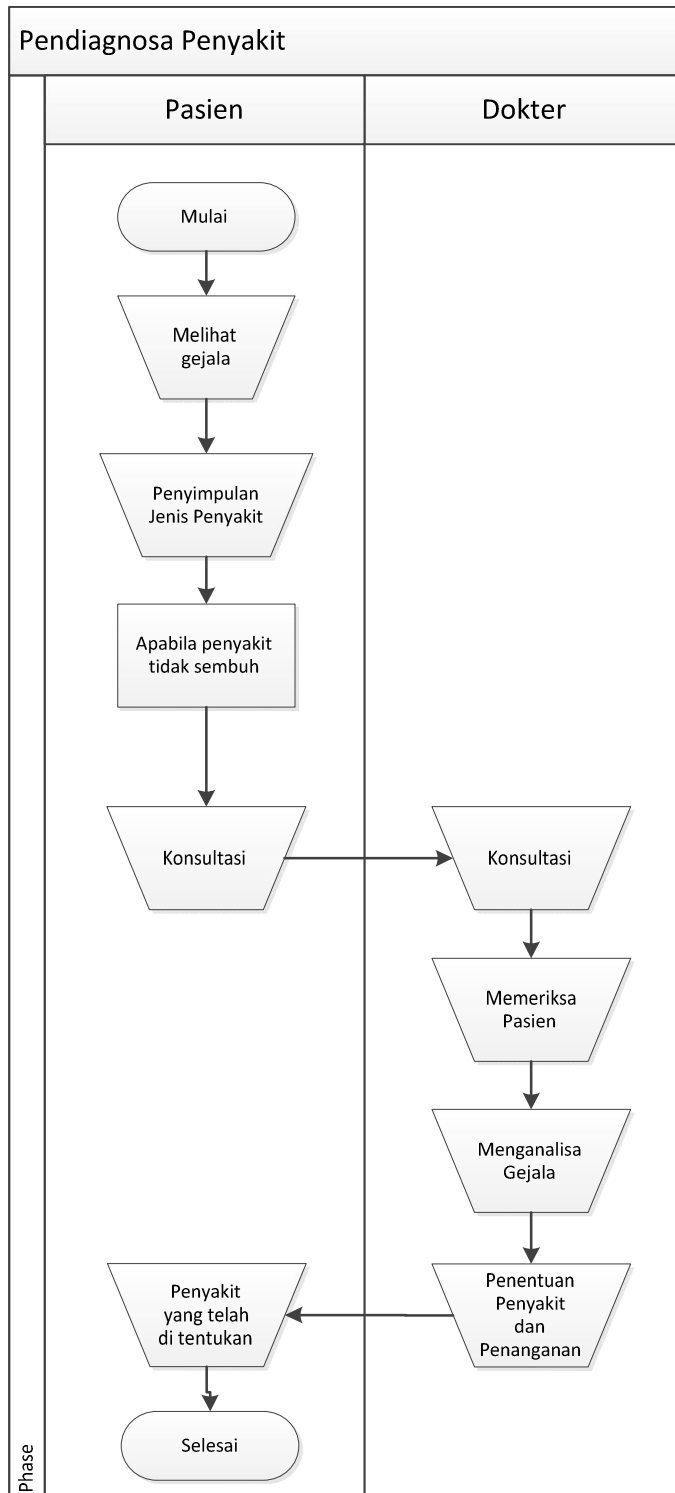 Pendiagnosa Penyakit
Pasien
Dokter
Mulai
Melihat
gejala
Penyimpulan
Jenis Penyakit
Apabila penyakit
tidak sembuh
Konsultasi
Konsultasi
Memeriksa
Pasien
Menganalisa
Gejala
Penentuan
Penyakit
dan
Penanganan
Penyakit
yang telah
di tentukan
Selesai
Phase